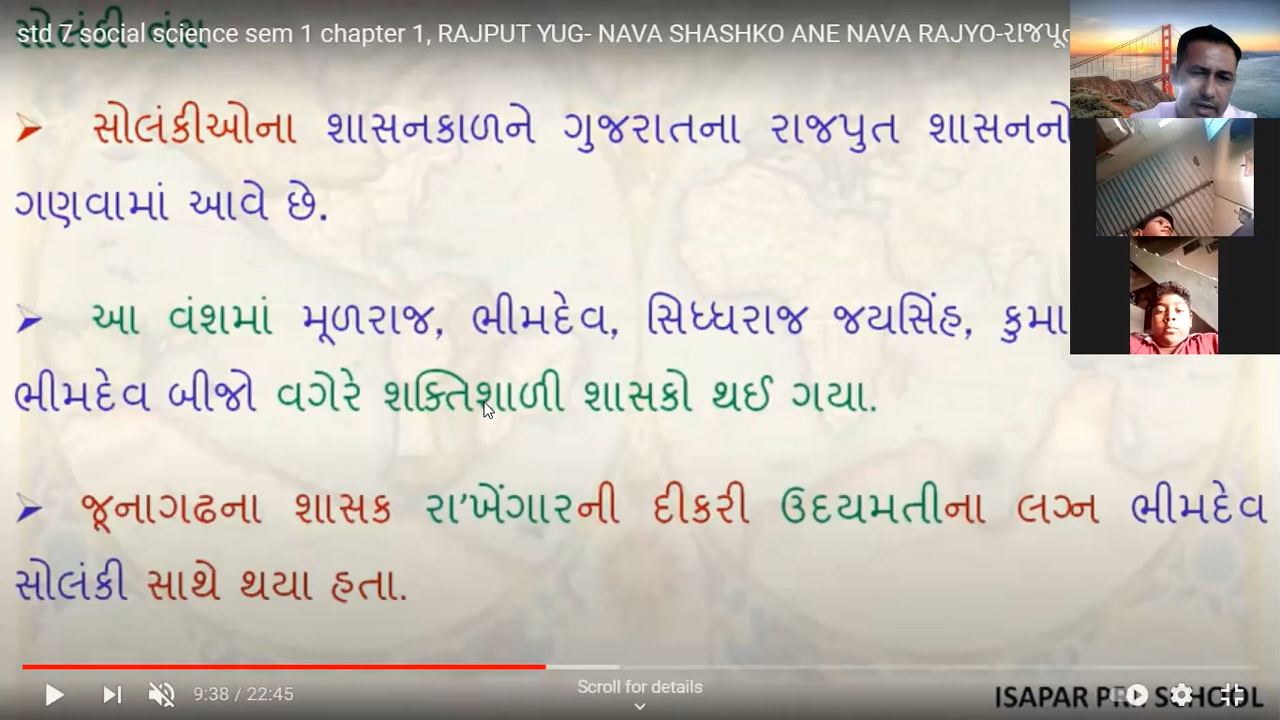 std 7 social science sem 1 chapter 1, RAJPUT YUG- NAVA SHASHKO ANE NAVA RAJYO-રાજપૂત
સોલંકી વંશ
➢ સોલંકીઓના શાસનકાળને ગુજરાતના રાજપુત શાસનનો
ગણવામાં આવે છે.
➢ આ વંશમાં મૂળરાજ, ભીમદેવ, સિધ્ધરાજ જયસિંહ, કુમા
ભીમદેવ બીજો વગેરે શક્તિશાળી શાસકો થઈ ગયા.
➢ જૂનાગઢના શાસક રા'ખેંગારની દીકરી ઉદયમતીના લગ્ન ભીમદેવ
સોલંકી સાથે થયા હતા.
9:38 / 22:45
Scroll for details
ISAPAR PRI SCHOOL